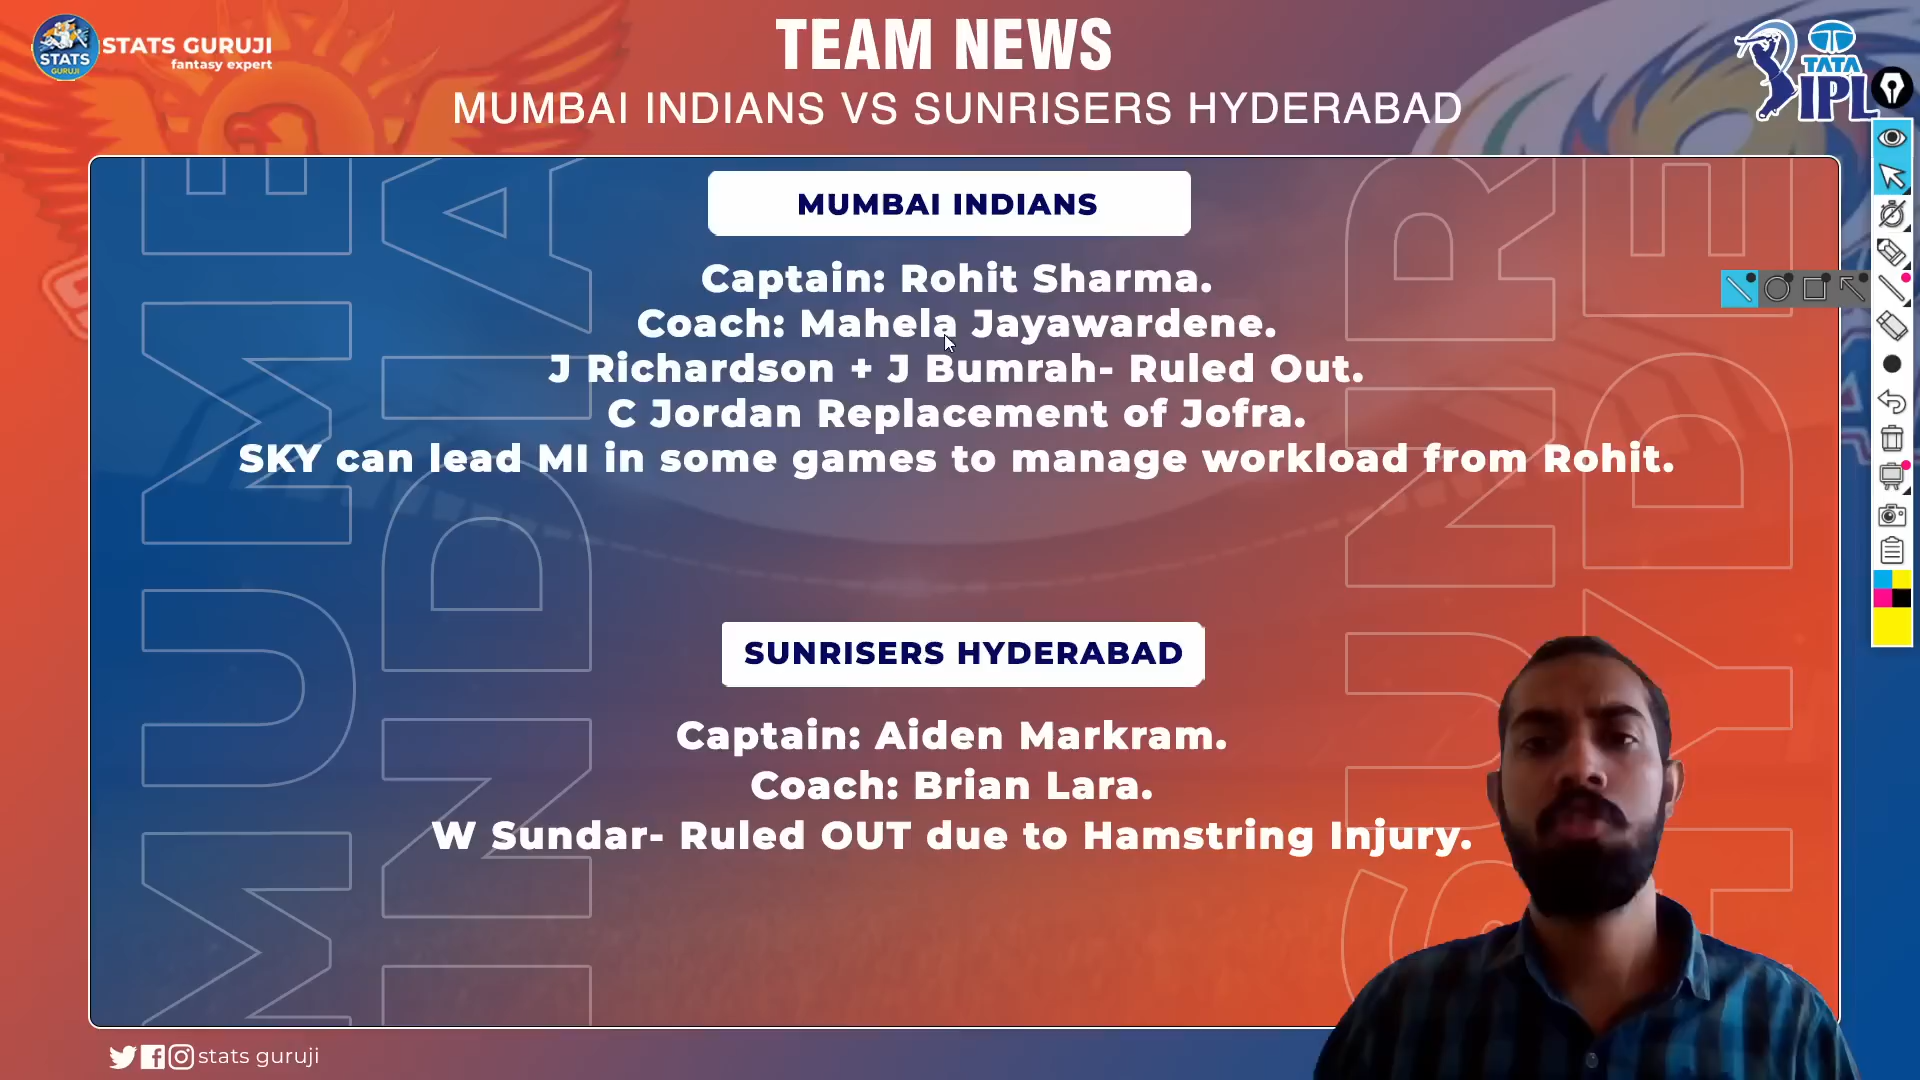 STATS GURUJI
fantasy expert
STATS
GURUJI
TEAM NEWS
MUMBAI INDIANS VS SUNRISERS HYDERABAD
TATA
IPL
MUMBAI INDIANS
Captain: Rohit Sharma.
Coach: Mahela Jayawardene.
J Richardson + J Bumrah- Ruled Out.
C Jordan Replacement of Jofra.
SKY can lead MI in some games to manage workload from Rohit.
SUNRISERS HYDERABAD
Captain: Aiden Markram.
Coach: Brian Lara.
W Sundar- Ruled OUT due to Hamstring Injury.
stats guruji